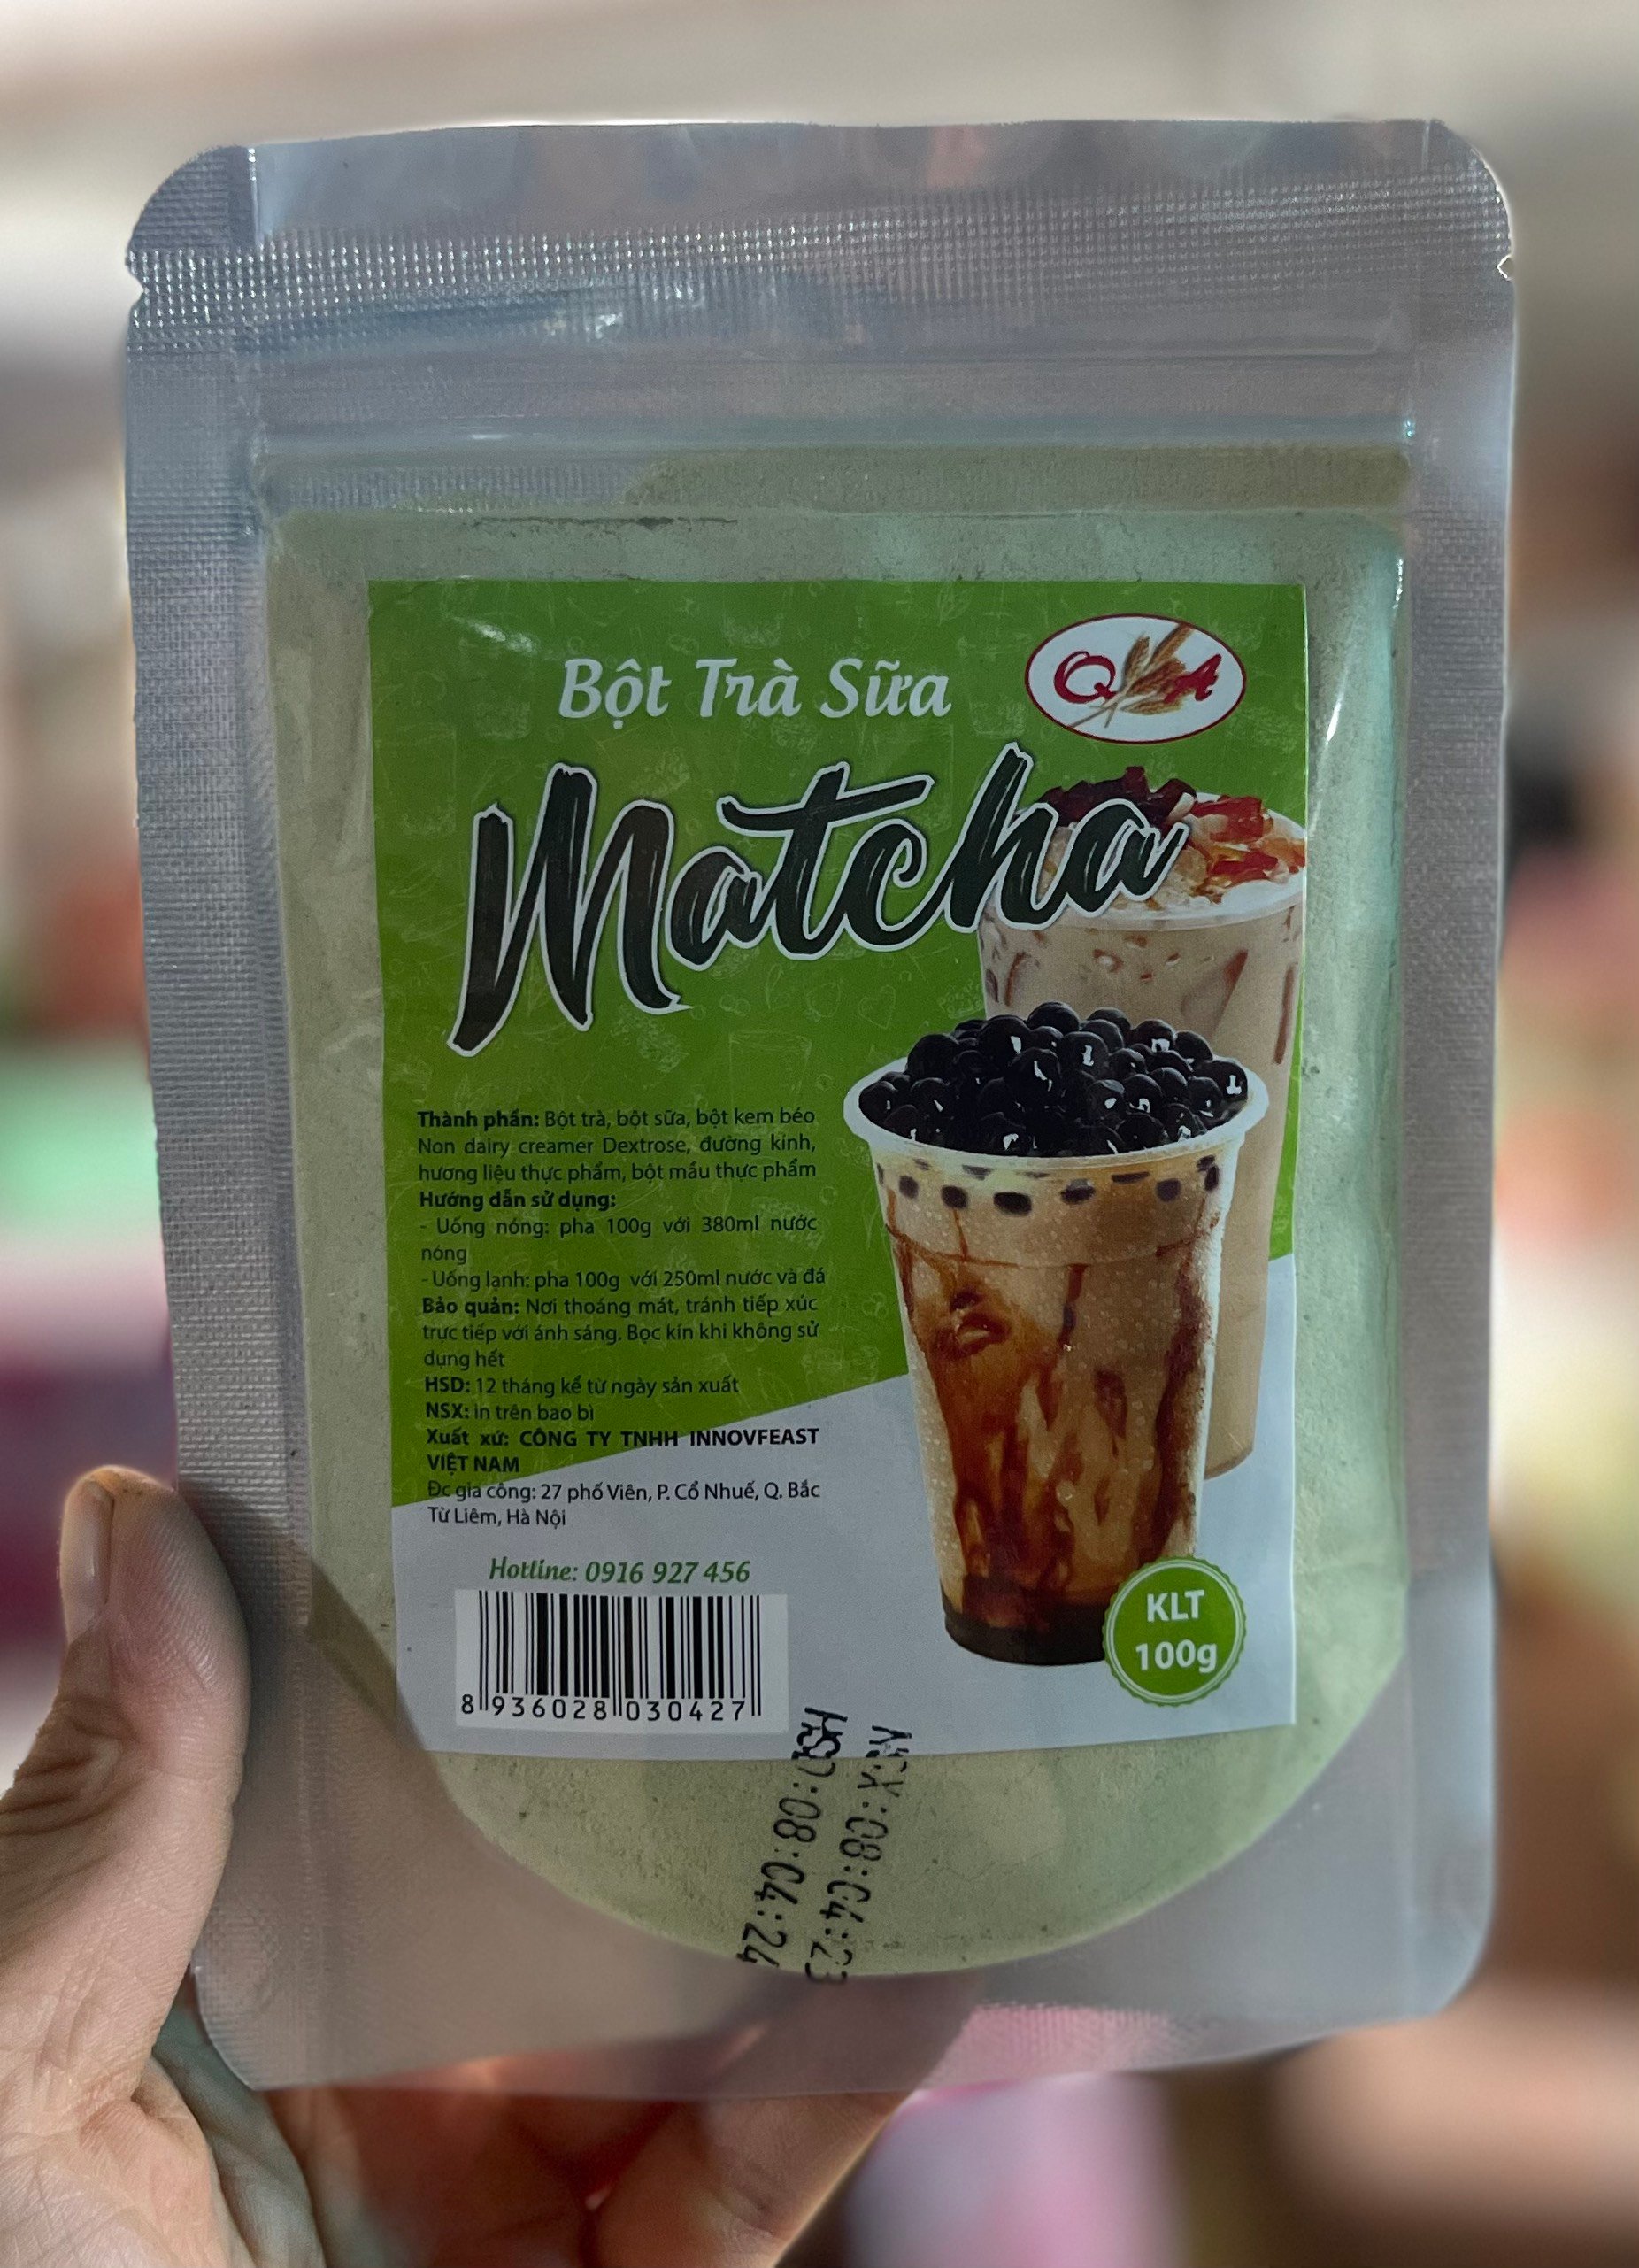 Bột Trà Sữa
QA
Matcha
Thành phần: Bột trà, bột sữa, bột kem béo
Non dairy creamer Dextrose, đường kính,
hương liệu thực phẩm, bột mầu thực phẩm
Hướng dẫn sử dụng:
- Uống nóng: pha 100g với 380ml nước
nóng
- Uống lạnh: pha 100g với 250ml nước và đá
Bảo quản: Nơi thoáng mát, tránh tiếp xúc
trực tiếp với ánh sáng. Bọc kín khi không sử
dụng hết
HSD: 12 tháng kể từ ngày sản xuất
NSX: in trên bao bì
Xuất xứ: CÔNG TY TNHH INNOVFEAST
VIỆT NAM
Đc gia công: 27 phố Viên, P. Cổ Nhuế, Q. Bắc
Từ Liêm, Hà Nội
Hotline: 0916 927 456
8 936028 030427
KLT
100g
NSX:08:04:23
HSD:08:04:24